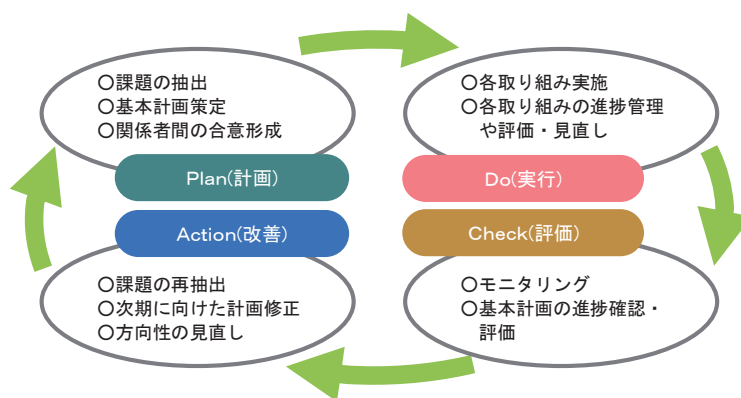 〇課題の抽出
〇基本計画策定
〇関係者間の合意形成
Plan(計画)
〇各取り組み実施
〇各取り組みの進捗管理
や評価・見直し
Do(実行)
Action(改善)
〇課題の再抽出
〇次期に向けた計画修正
〇方向性の見直し
Check(評価)
〇モニタリング
〇基本計画の進捗確認・
評価